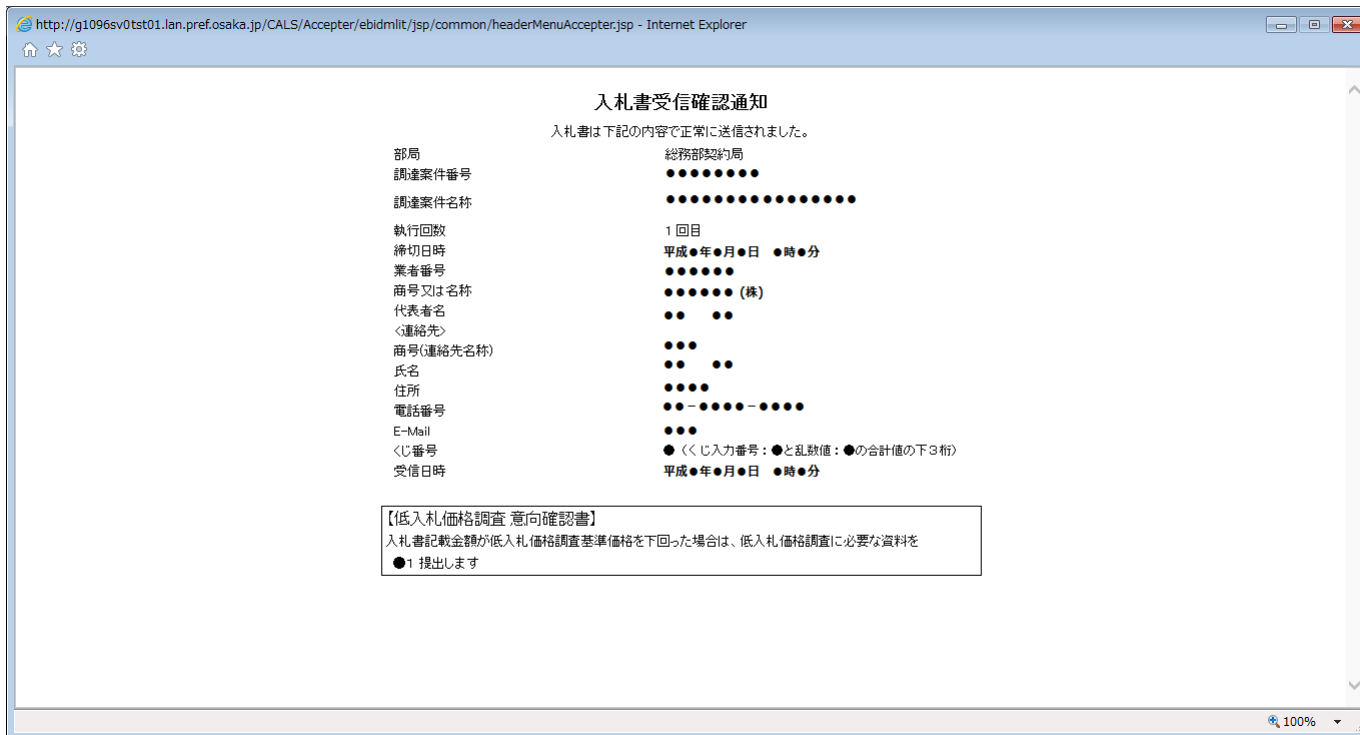 http://g1096sv0tst01.lan.pref.osaka.jp/CALS/Accepter/ebidmlit/jsp/common/headerMenuAccepter.jsp - Internet Explorer
入札書受信確認通知
入札書は下記の内容で正常に送信されました。
部局 総務部契約局
調達案件番号 ●●●●●●●●
調達案件名称 ●●●●●●●●●●●●●●●●
執行回数 1回目
締切日時 平成●年●月●日 ●時●分
業者番号 ●●●●●●
商号又は名称 ●●●●●● (株)
代表者名 ●● ●●
<連絡先>
商号(連絡先名称) ●●●
氏名 ●● ●●
住所 ●●●●
電話番号 ●●-●●●●-●●●●
E-Mail ●●●
くじ番号 ●(くじ入力番号:●と乱数値:●の合計値の下3桁)
受信日時 平成●年●月●日 ●時●分
【低入札価格調査 意向確認書】
入札書記載金額が低入札価格調査基準価格を下回った場合は、低入札価格調査に必要な資料を
●1 提出します
100%